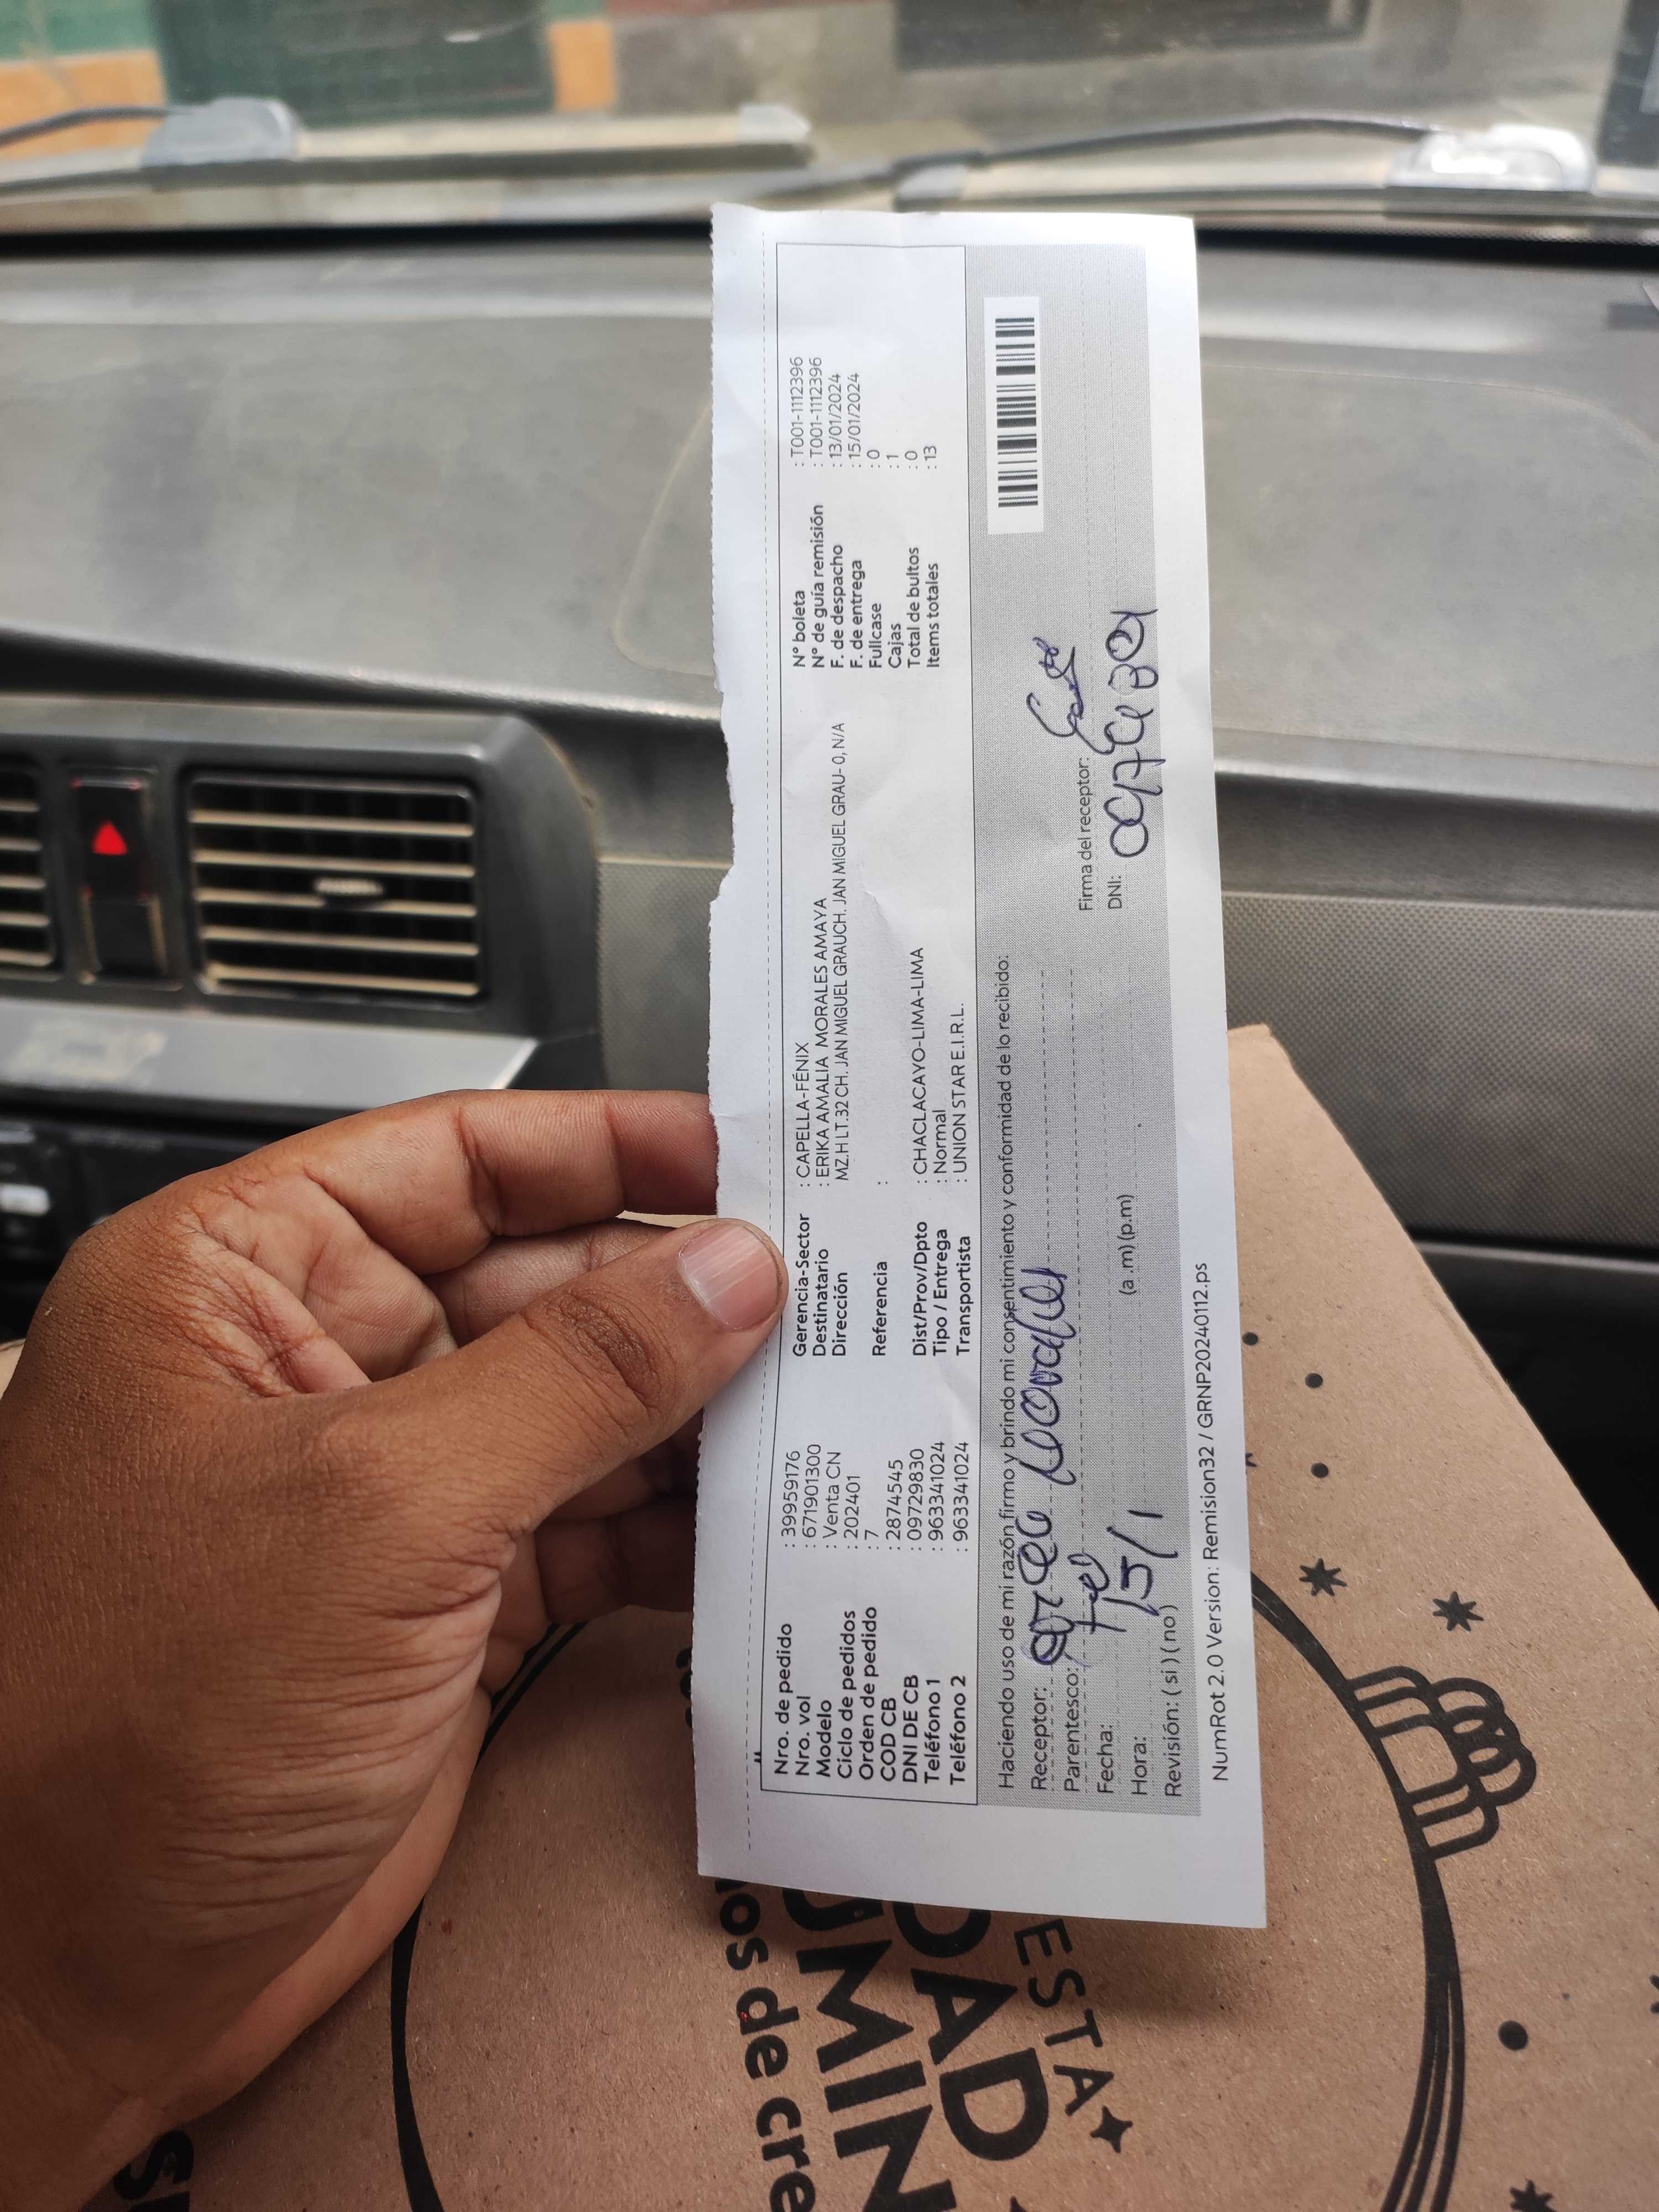 Nro. de pedido : 39959176
Nro. vol : 671901300
Modelo : Venta CN
Ciclo de pedidos : 202401
Orden de pedido : 7
COD CB : 2874545
DNI DE CB : 09729830
Teléfono 1 : 963341024
Teléfono 2 : 963341024
Gerencia-Sector : CAPELLA-FÉNIX
Destinatario : ERIKA AMALIA MORALES AMAYA
Dirección MZ.H LT.32 CH. JAN MIGUEL GRAUCH. JAN MIGUEL GRAU- 0, N/A
Referencia :
Dist/Prov/Dpto : CHACLACAYO-LIMA-LIMA
Tipo / Entrega : Normal
Transportista : UNION STAR E.I.R.L.
N° boleta : T001-1112396
N° de guía remisión : T001-1112396
F. de despacho : 13/01/2024
F. de entrega : 15/01/2024
Fullcase : 0
Cajas : 1
Total de bultos : 0
Items totales : 13
Haciendo uso de mi razón firmo y brindo mi consentimiento y conformidad de lo recibido:
Receptor:
Parentesco:
Fecha: 15/1
Hora: (a .m) (p.m)
Revisión: ( si ) ( no )
Firma del receptor:
DNI:
NumRot 2.0 Version: Remision32 / GRNP20240112.ps
nos de cre
UMIN
DAD
ESTA